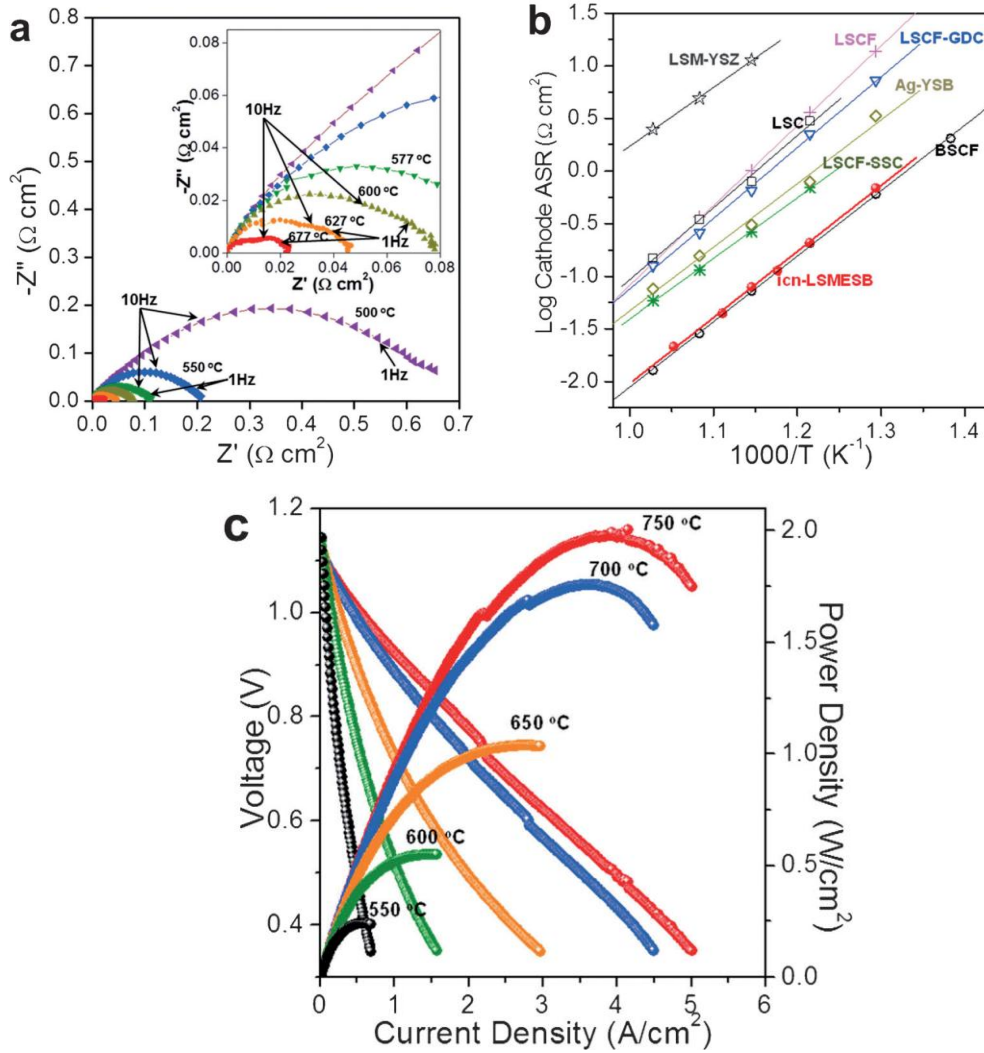 a
0.8
0.7
0.6
0.5
0.4
0.3
0.2
0.1
0.0
-Z'' (Ω cm²)
0.0 0.1 0.2 0.3 0.4 0.5 0.6 0.7
Z' (Ω cm²)
10Hz
500 °C
550 °C
1Hz
1Hz
0.08
0.06
0.04
0.02
0.00
-Z'' (Ω cm²)
0.00 0.02 0.04 0.06 0.08
Z' (Ω cm²)
10Hz
577 °C
600 °C
627 °C
677 °C
1Hz
b
Log Cathode ASR (Ω cm²)
1.5
1.0
0.5
0.0
-0.5
-1.0
-1.5
-2.0
1.0 1.1 1.2 1.3 1.4
1000/T (K⁻¹)
LSM-YSZ
LSCF
LSCF-GDC
LSC
Ag-YSB
LSCF-SSC
BSCF
icn-LSMESB
c
Voltage (V)
1.2
1.0
0.8
0.6
0.4
0 1 2 3 4 5 6
Current Density (A/cm²)
2.0
1.5
1.0
0.5
0.0
Power Density (W/cm²)
750 °C
700 °C
650 °C
600 °C
550 °C